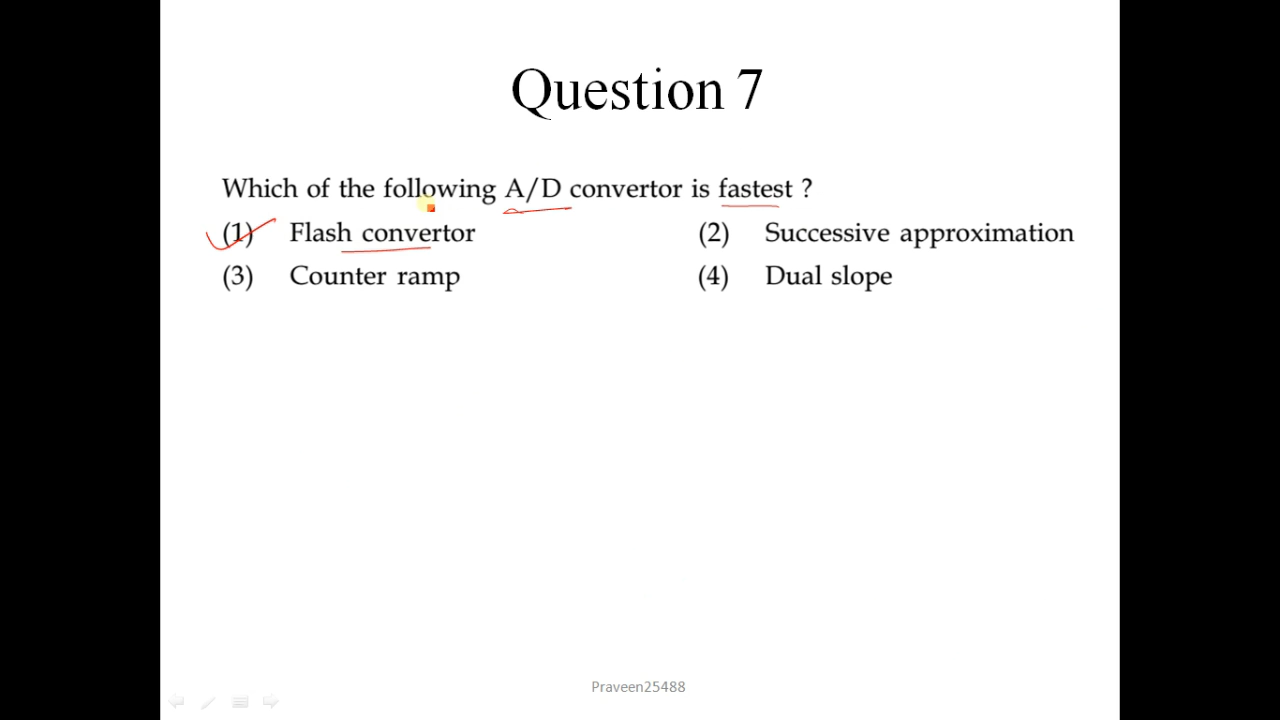 Question 7
Which of the following A/D convertor is fastest ?
(1) Flash convertor (2) Successive approximation
(3) Counter ramp (4) Dual slope
Praveen25488